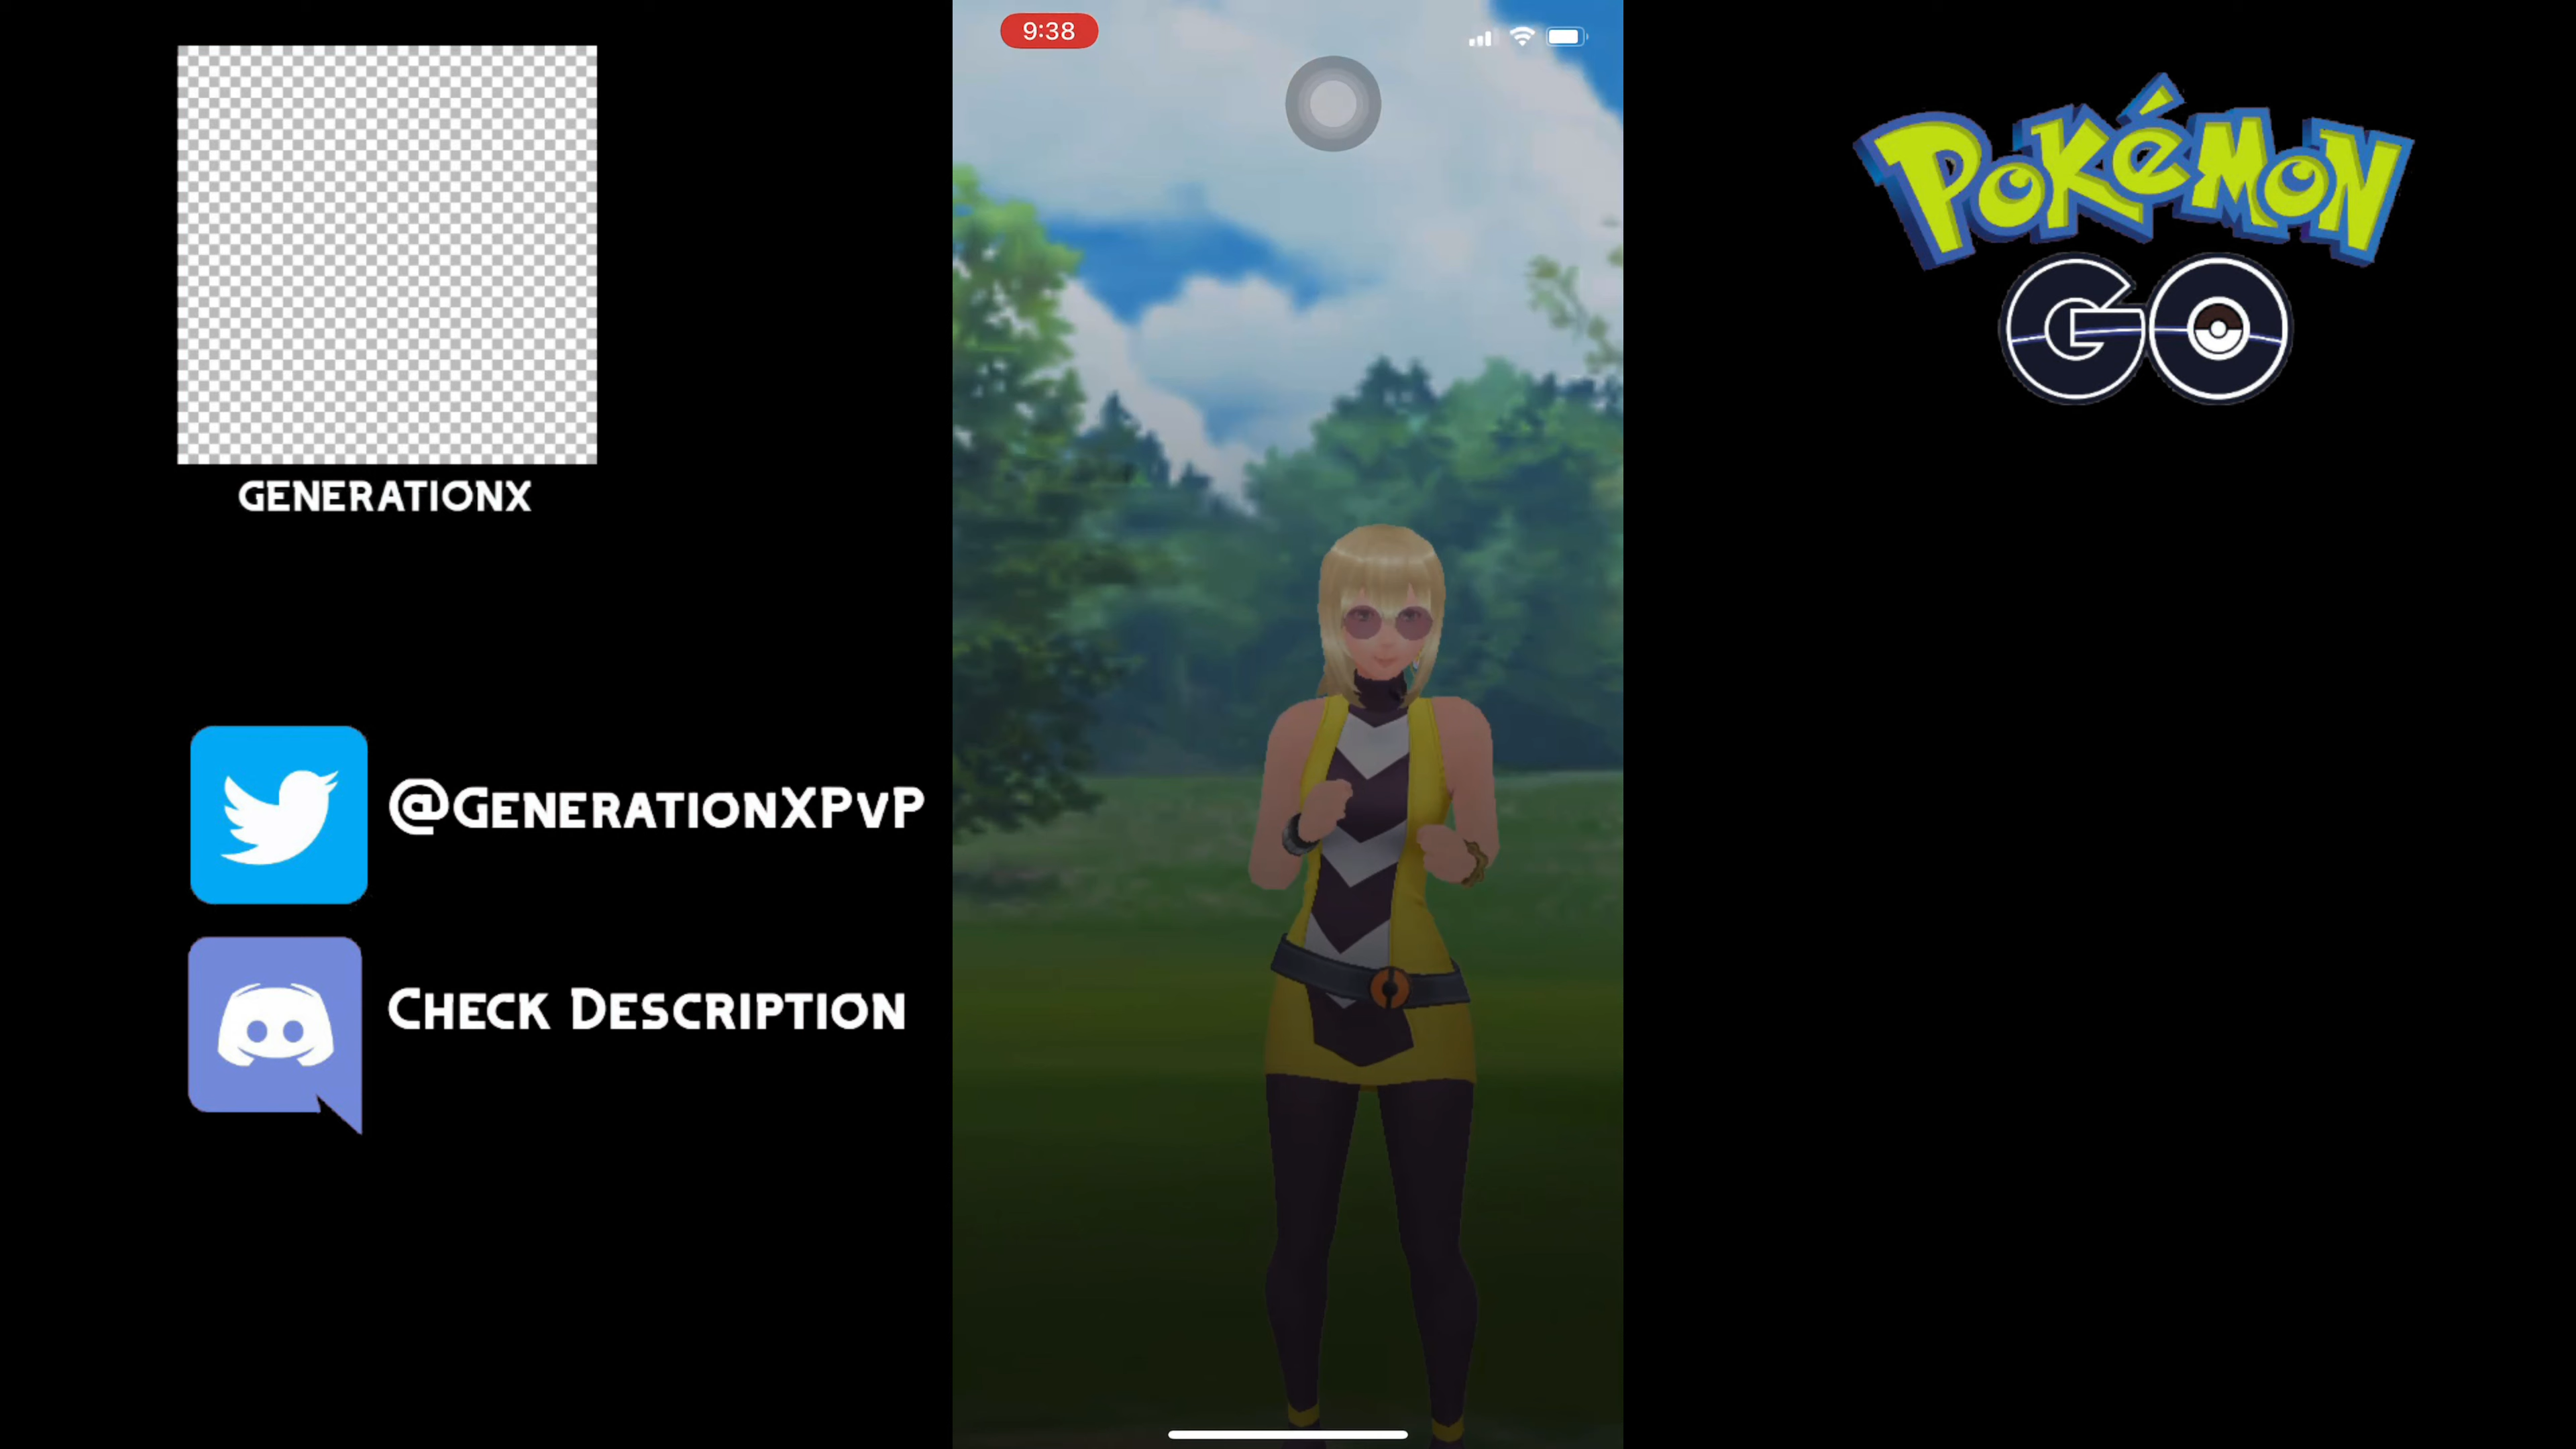 9:38
POKéMON
GO
GENERATIONX
@GENERATIONXPVP
CHECK DESCRIPTION